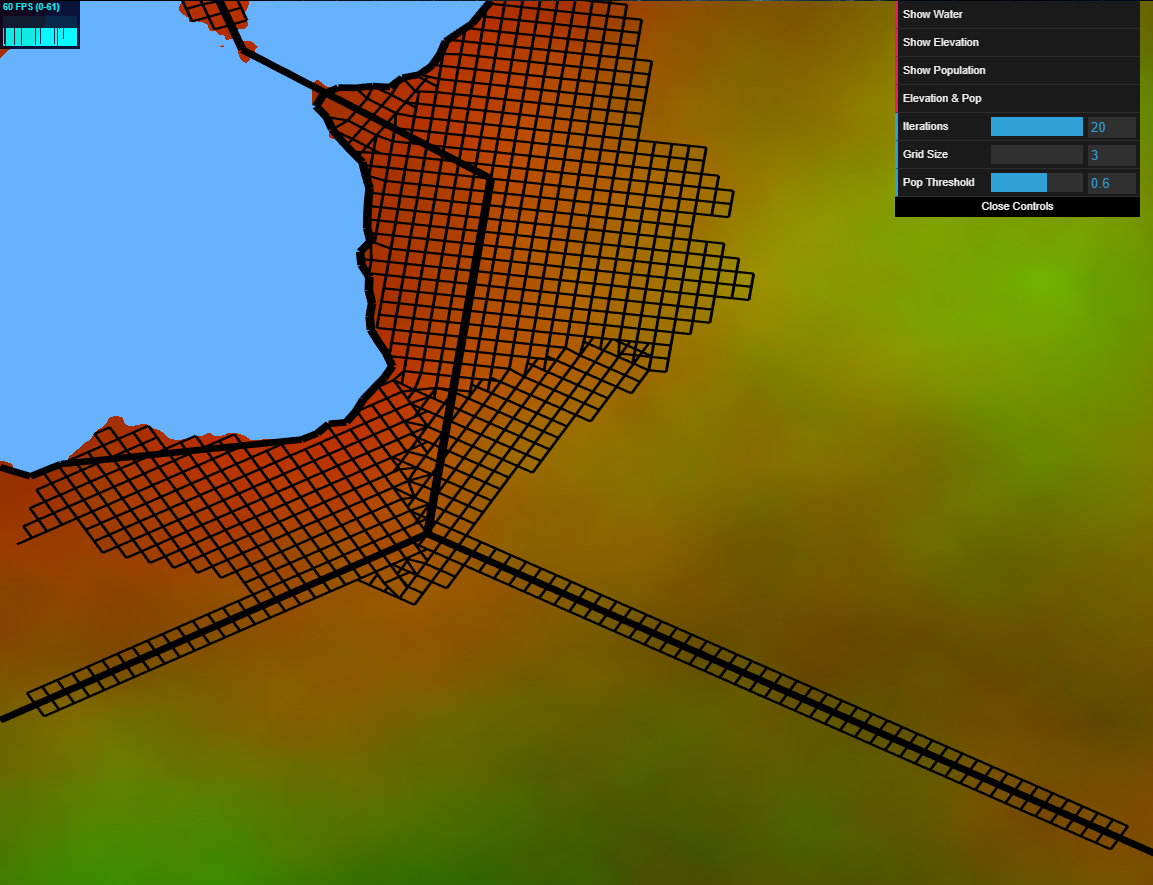 60 FPS (0-61)
Show Water
Show Elevation
Show Population
Elevation & Pop
Iterations 20
Grid Size 3
Pop Threshold 0.6
Close Controls